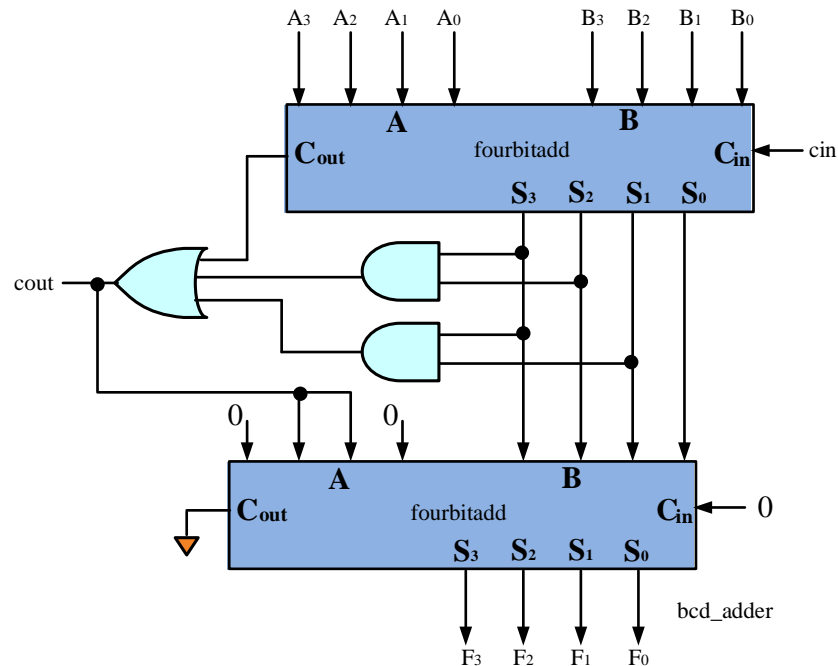 A3 A2 A1 A0 B3 B2 B1 B0
A B
Cout fourbitadd Cin cin
S3 S2 S1 S0
cout
0 0
A B
Cout fourbitadd Cin 0
S3 S2 S1 S0
bcd_adder
F3 F2 F1 F0